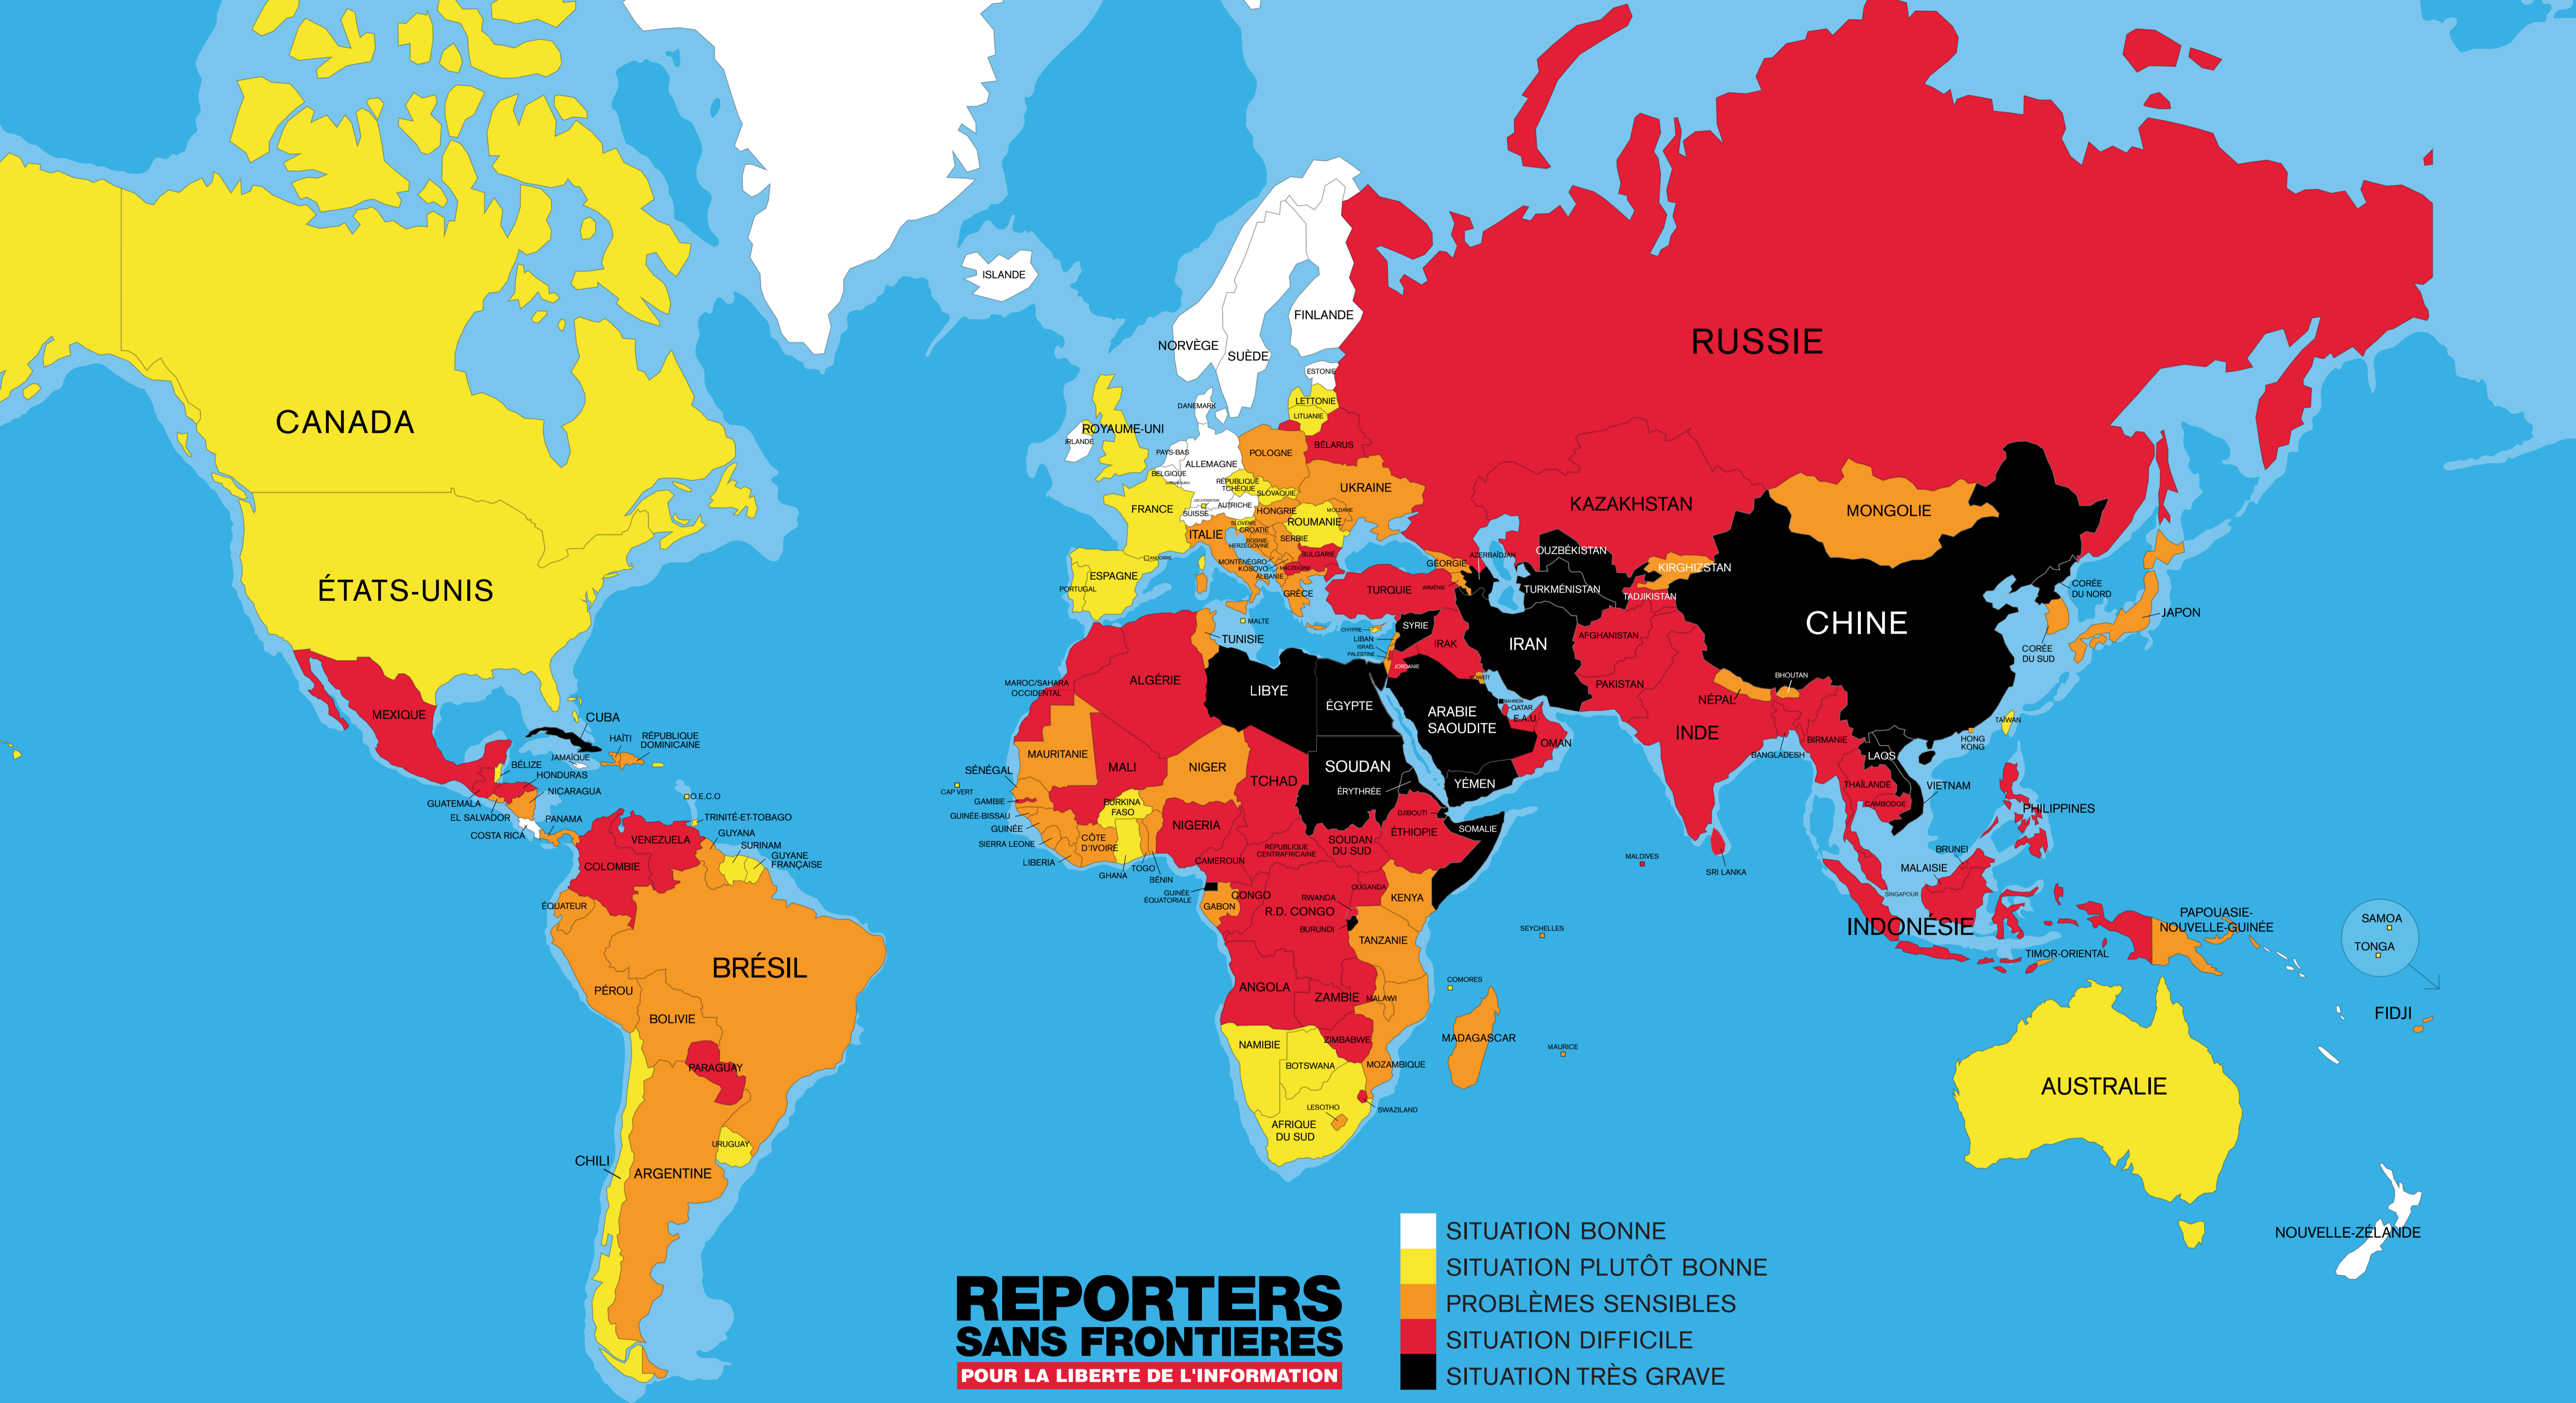 CANADA
ÉTATS-UNIS
MEXIQUE
CUBA
HAÏTI
RÉPUBLIQUE
DOMINICAINE
JAMAÏQUE
BÉLIZE
HONDURAS
GUATEMALA
NICARAGUA
EL SALVADOR
COSTA RICA
PANAMA
O.E.C.O
TRINITÉ-ET-TOBAGO
GUYANA
SURINAM
GUYANE
FRANÇAISE
VENEZUELA
COLOMBIE
ÉQUATEUR
BRÉSIL
PÉROU
BOLIVIE
PARAGUAY
URUGUAY
CHILI
ARGENTINE
ISLANDE
NORVÈGE
SUÈDE
FINLANDE
ESTONIE
LETTONIE
LITUANIE
DANEMARK
ROYAUME-UNI
IRLANDE
PAYS-BAS
BELGIQUE
LUXEMBOURG
ALLEMAGNE
POLOGNE
BÉLARUS
UKRAINE
RÉPUBLIQUE
TCHÈQUE
SLOVAQUIE
LIECHTENSTEIN
AUTRICHE
SUISSE
FRANCE
HONGRIE
MOLDAVIE
ROUMANIE
SLOVÉNIE
CROATIE
ITALIE
BOSNIE
HERZÉGOVINE
SERBIE
BULGARIE
MONTÉNÉGRO
KOSOVO
MACÉDOINE
ALBANIE
GRÈCE
ANDORRE
ESPAGNE
PORTUGAL
MALTE
CHYPRE
TURQUIE
GÉORGIE
ARMÉNIE
AZERBAÏDJAN
RUSSIE
KAZAKHSTAN
OUZBÉKISTAN
TURKMÉNISTAN
KIRGHIZSTAN
TADJIKISTAN
MONGOLIE
CHINE
CORÉE
DU NORD
CORÉE
DU SUD
JAPON
TAÏWAN
HONG
KONG
SYRIE
LIBAN
ISRAËL
PALESTINE
JORDANIE
IRAK
IRAN
KOWEÏT
BAHREÏN
QATAR
E.A.U.
ARABIE
SAOUDITE
OMAN
YÉMEN
AFGHANISTAN
PAKISTAN
INDE
NÉPAL
BHOUTAN
BANGLADESH
BIRMANIE
LAOS
THAÏLANDE
CAMBODGE
VIETNAM
PHILIPPINES
BRUNEI
MALAISIE
SINGAPOUR
INDONÉSIE
TIMOR-ORIENTAL
PAPOUASIE-
NOUVELLE-GUINÉE
SRI LANKA
MALDIVES
TUNISIE
MAROC/SAHARA
OCCIDENTAL
ALGÉRIE
LIBYE
ÉGYPTE
MAURITANIE
MALI
NIGER
TCHAD
SOUDAN
ÉRYTHRÉE
DJIBOUTI
ÉTHIOPIE
SOMALIE
SOUDAN
DU SUD
SÉNÉGAL
CAP VERT
GAMBIE
GUINÉE-BISSAU
GUINÉE
SIERRA LEONE
LIBERIA
CÔTE
D'IVOIRE
BURKINA
FASO
GHANA
TOGO
BÉNIN
NIGERIA
CAMEROUN
RÉPUBLIQUE
CENTRAFRICAINE
GUINÉE
ÉQUATORIALE
GABON
CONGO
R.D. CONGO
OUGANDA
RWANDA
BURUNDI
KENYA
TANZANIE
ANGOLA
ZAMBIE
MALAWI
ZIMBABWE
MOZAMBIQUE
NAMIBIE
BOTSWANA
SWAZILAND
LESOTHO
AFRIQUE
DU SUD
SEYCHELLES
COMORES
MADAGASCAR
MAURICE
SAMOA
TONGA
FIDJI
AUSTRALIE
NOUVELLE-ZÉLANDE
REPORTERS
SANS FRONTIERES
POUR LA LIBERTE DE L'INFORMATION
SITUATION BONNE
SITUATION PLUTÔT BONNE
PROBLÈMES SENSIBLES
SITUATION DIFFICILE
SITUATION TRÈS GRAVE